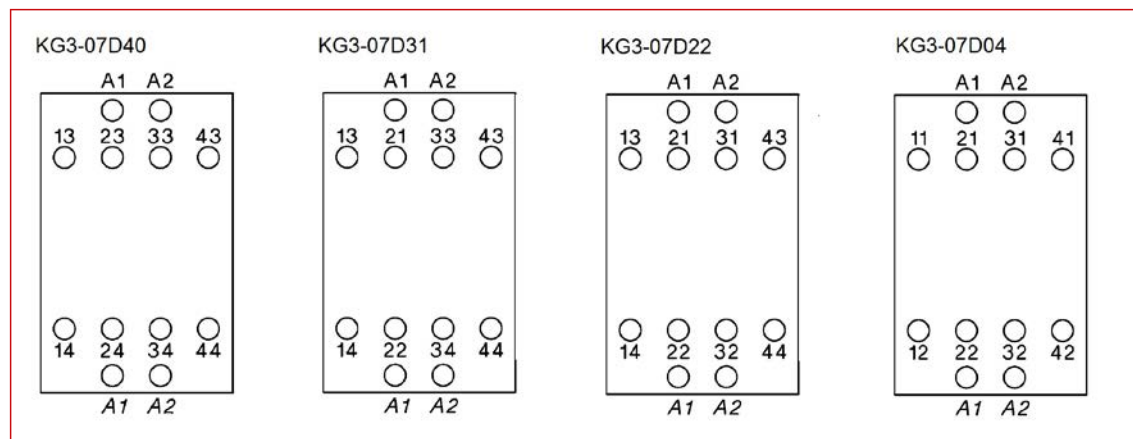 KG3-07D40 KG3-07D31 KG3-07D22 KG3-07D04
A1 A2 A1 A2 A1 A2 A1 A2
13 23 33 43 13 21 33 43 13 21 31 43 11 21 31 41
14 24 34 44 14 22 34 44 14 22 32 44 12 22 32 42
A1 A2 A1 A2 A1 A2 A1 A2